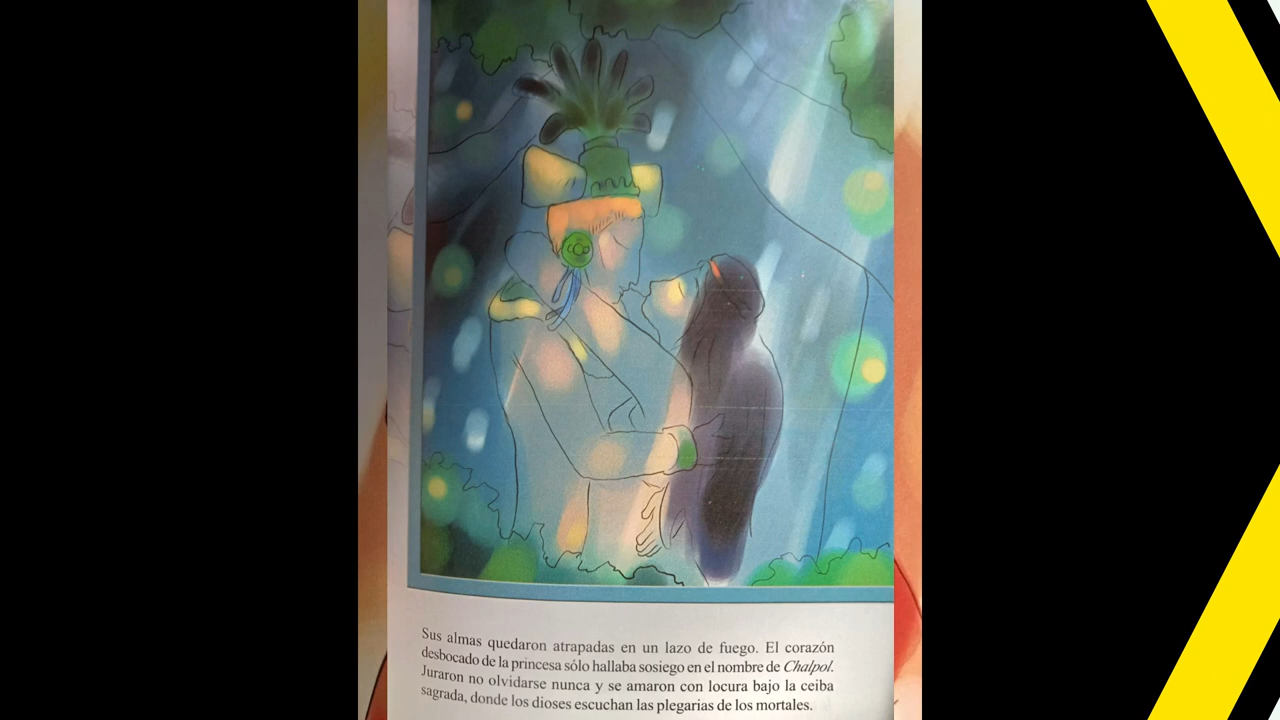 Sus almas quedaron atrapadas en un lazo de fuego. El corazón
desbocado de la princesa sólo hallaba sosiego en el nombre de Chalpol.
Juraron no olvidarse nunca y se amaron con locura bajo la ceiba
sagrada, donde los dioses escuchan las plegarias de los mortales.